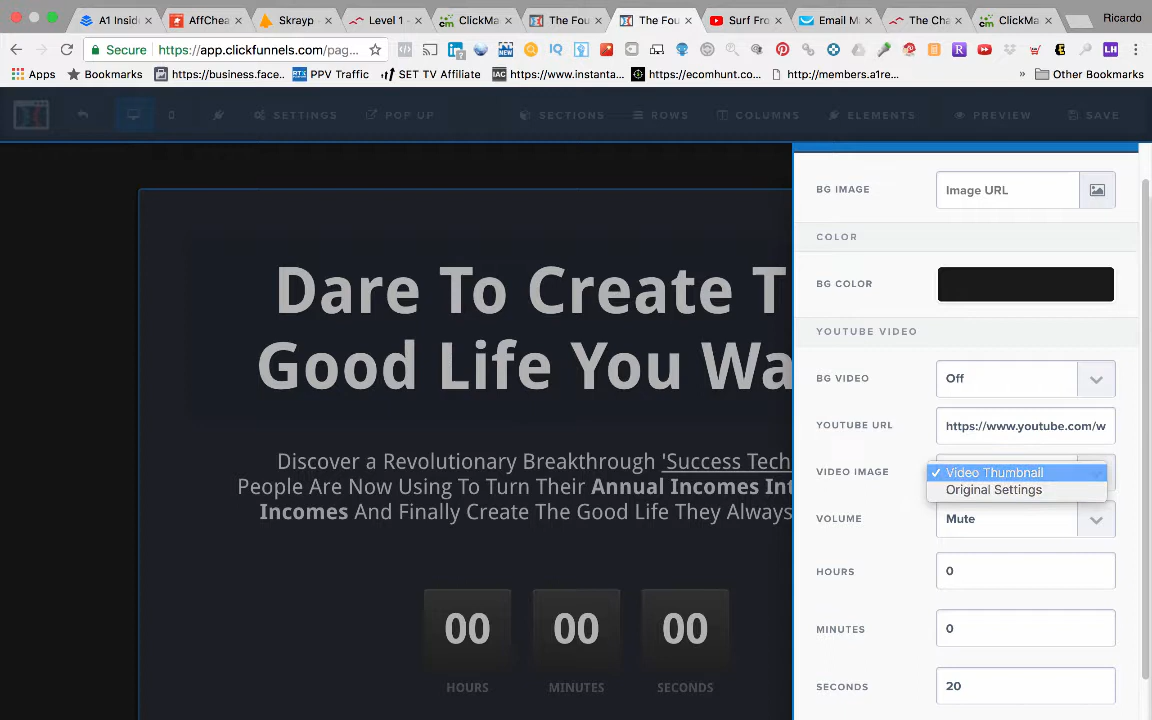 A1 Inside
AffChea
Skrayp
Level 1 -
ClickMa
The Fou
The Fou
Surf Fro
Email M
The Cha
ClickMa
Ricardo
Secure
https://app.clickfunnels.com/pag...
Apps
Bookmarks
https://business.face...
PPV Traffic
SET TV Affiliate
https://www.instanta...
https://ecomhunt.co...
http://members.a1re...
» Other Bookmarks
SETTINGS
POP UP
SECTIONS
ROWS
COLUMNS
ELEMENTS
PREVIEW
SAVE
Dare To Create T
Good Life You Wa
Discover a Revolutionary Breakthrough 'Success Tech
People Are Now Using To Turn Their Annual Incomes Int
Incomes And Finally Create The Good Life They Always
00 00 00
HOURS MINUTES SECONDS
BG IMAGE
Image URL
COLOR
BG COLOR
YOUTUBE VIDEO
BG VIDEO
Off
YOUTUBE URL
https://www.youtube.com/w
VIDEO IMAGE
✓ Video Thumbnail
Original Settings
VOLUME
Mute
HOURS
0
MINUTES
0
SECONDS
20